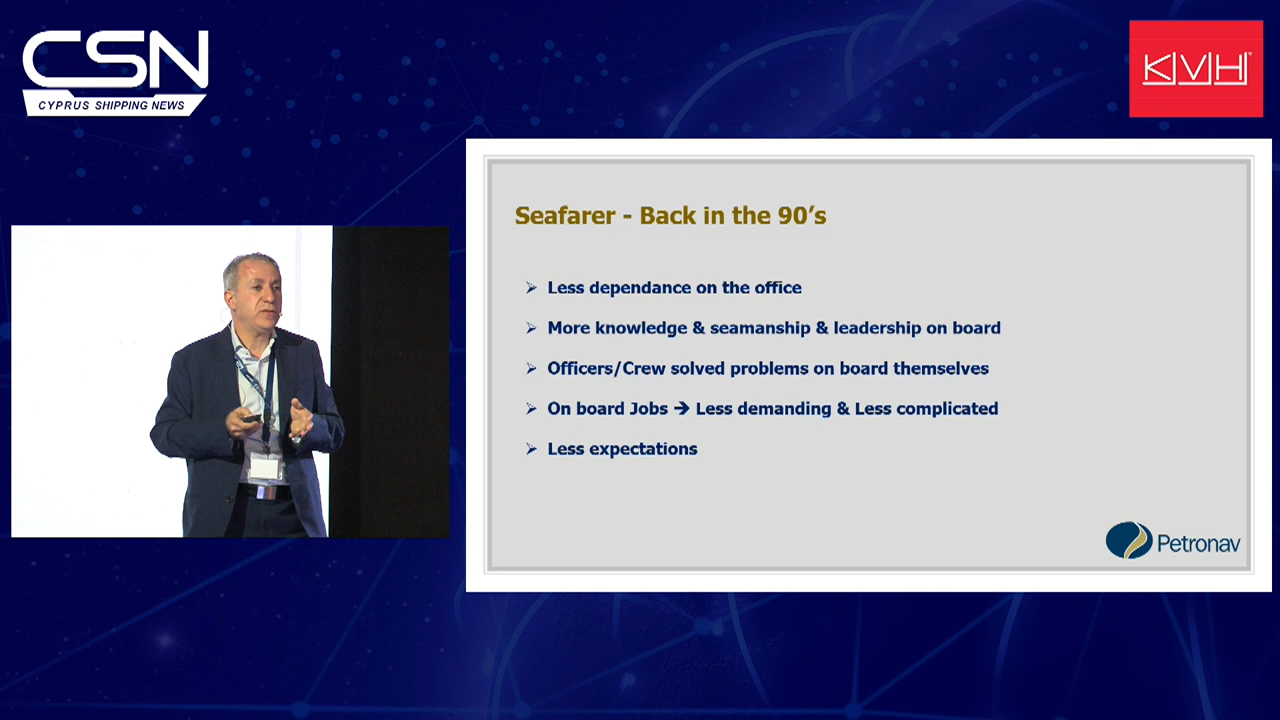 CSN
CYPRUS SHIPPING NEWS
KVH
Seafarer - Back in the 90's
Less dependance on the office
More knowledge & seamanship & leadership on board
Officers/Crew solved problems on board themselves
On board Jobs → Less demanding & Less complicated
Less expectations
Petronav